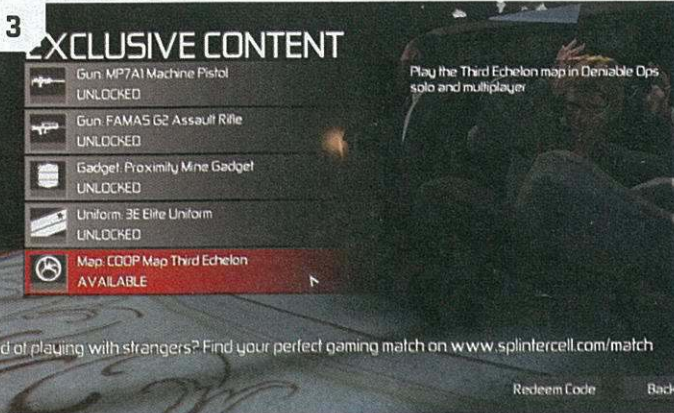 3
EXCLUSIVE CONTENT
Gun: MP7A1 Machine Pistol
UNLOCKED
Gun: FAMAS G2 Assault Rifle
UNLOCKED
Gadget: Proximity Mine Gadget
UNLOCKED
Uniform: 3E Elite Uniform
UNLOCKED
Map: COOP Map Third Echelon
AVAILABLE
Play the Third Echelon map in Deniable Ops
solo and multiplayer
d of playing with strangers? Find your perfect gaming match on www.splintercell.com/match
Redeem Code
Back